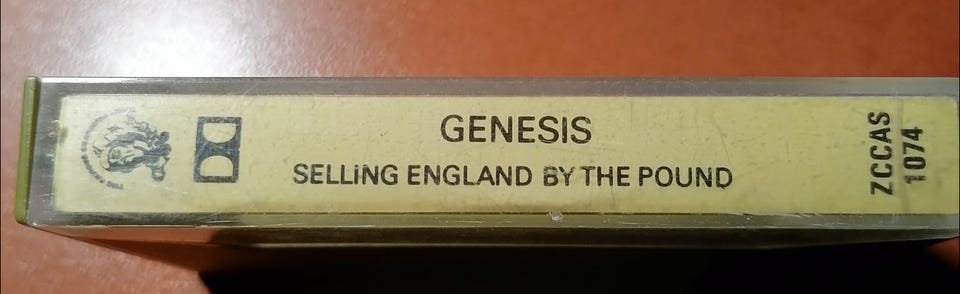 GENESIS
SELLING ENGLAND BY THE POUND
ZCCAS
1074